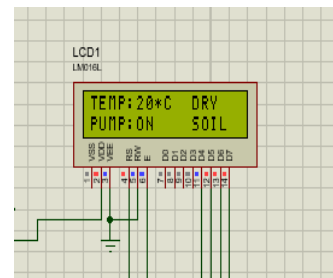 LCD1
LM016L
TEMP:20*C DRY
PUMP:ON SOIL
VSS VDD VEE RS RW E D0 D1 D2 D3 D4 D5 D6 D7
1 2 3 4 5 6 7 8 9 10 11 12 13 14